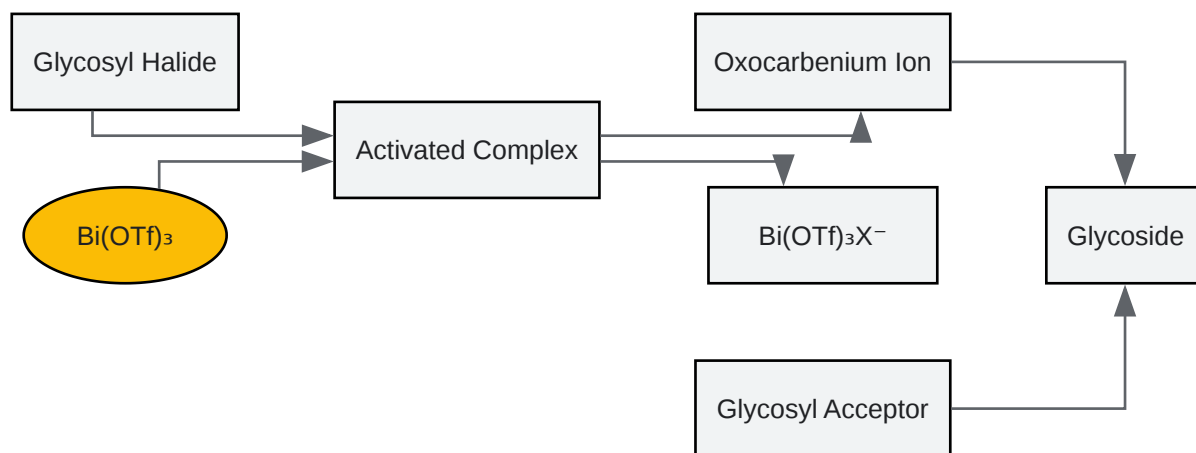 Glycosyl Halide
Oxocarbenium Ion
Activated Complex
Bi(OTf)₃
Bi(OTf)₃X⁻
Glycoside
Glycosyl Acceptor